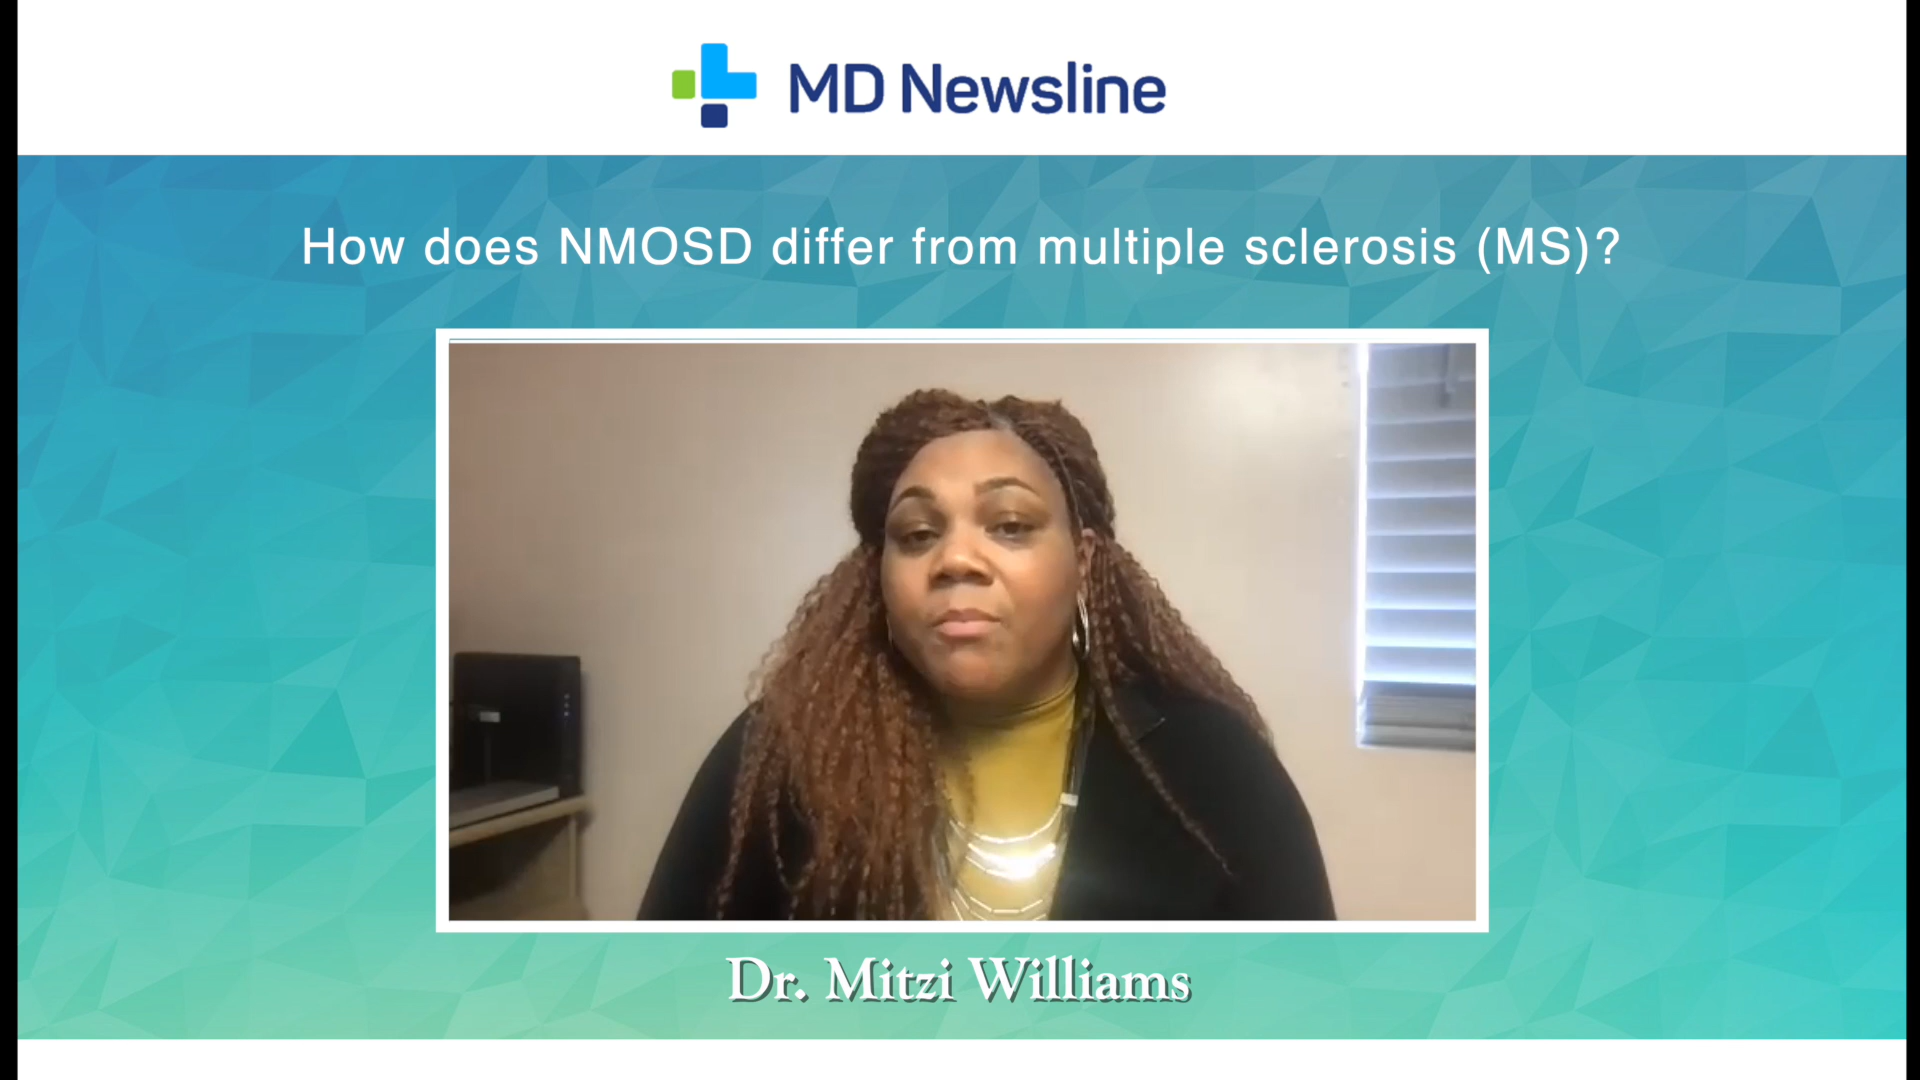 MD Newsline
How does NMOSD differ from multiple sclerosis (MS)?
Dr. Mitzi Williams